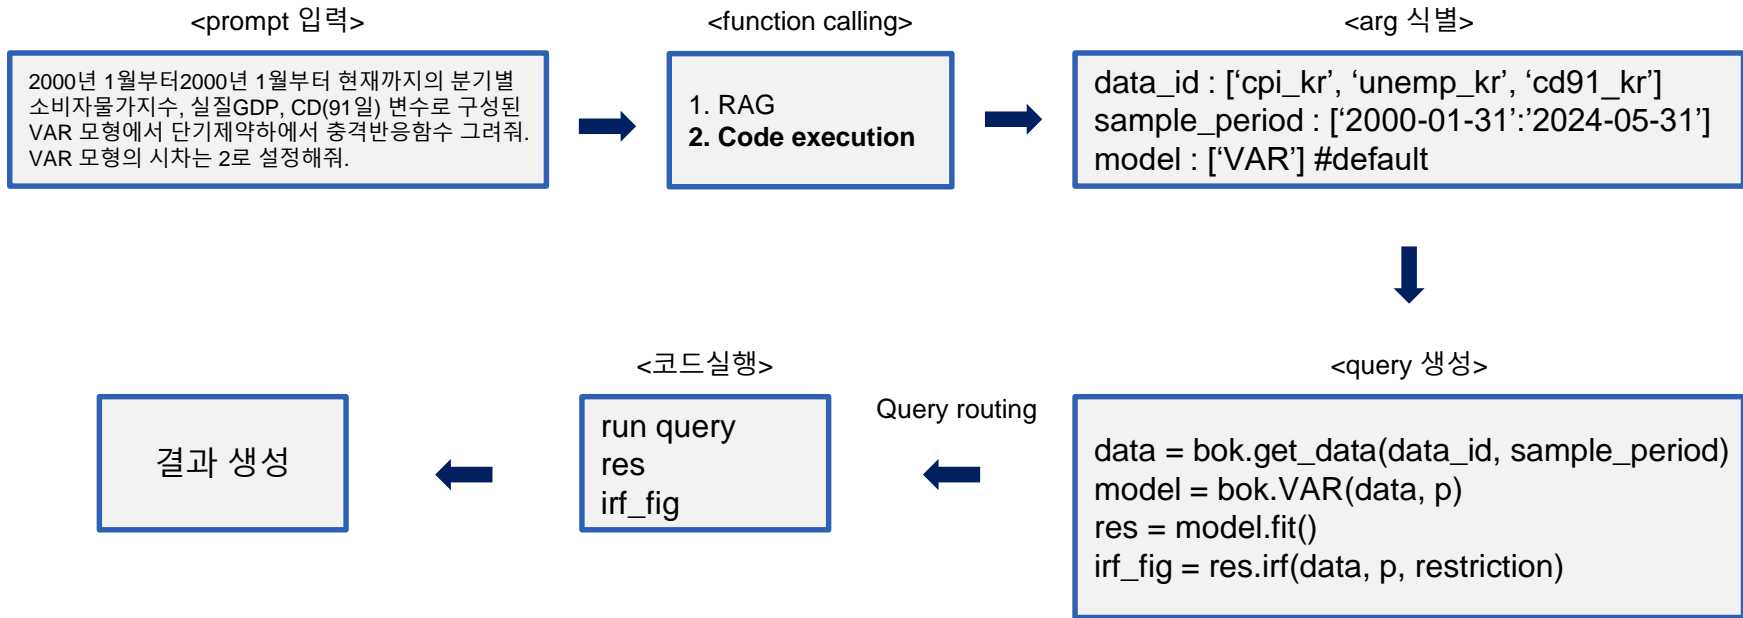 <prompt 입력>
2000년 1월부터2000년 1월부터 현재까지의 분기별
소비자물가지수, 실질GDP, CD(91일) 변수로 구성된
VAR 모형에서 단기제약하에서 충격반응함수 그려줘.
VAR 모형의 시차는 2로 설정해줘.
<function calling>
1. RAG
2. Code execution
<arg 식별>
data_id : [‘cpi_kr’, ‘unemp_kr’, ‘cd91_kr’]
sample_period : [‘2000-01-31’:’2024-05-31’]
model : [‘VAR’] #default
<query 생성>
data = bok.get_data(data_id, sample_period)
model = bok.VAR(data, p)
res = model.fit()
irf_fig = res.irf(data, p, restriction)
Query routing
<코드실행>
run query
res
irf_fig
결과 생성